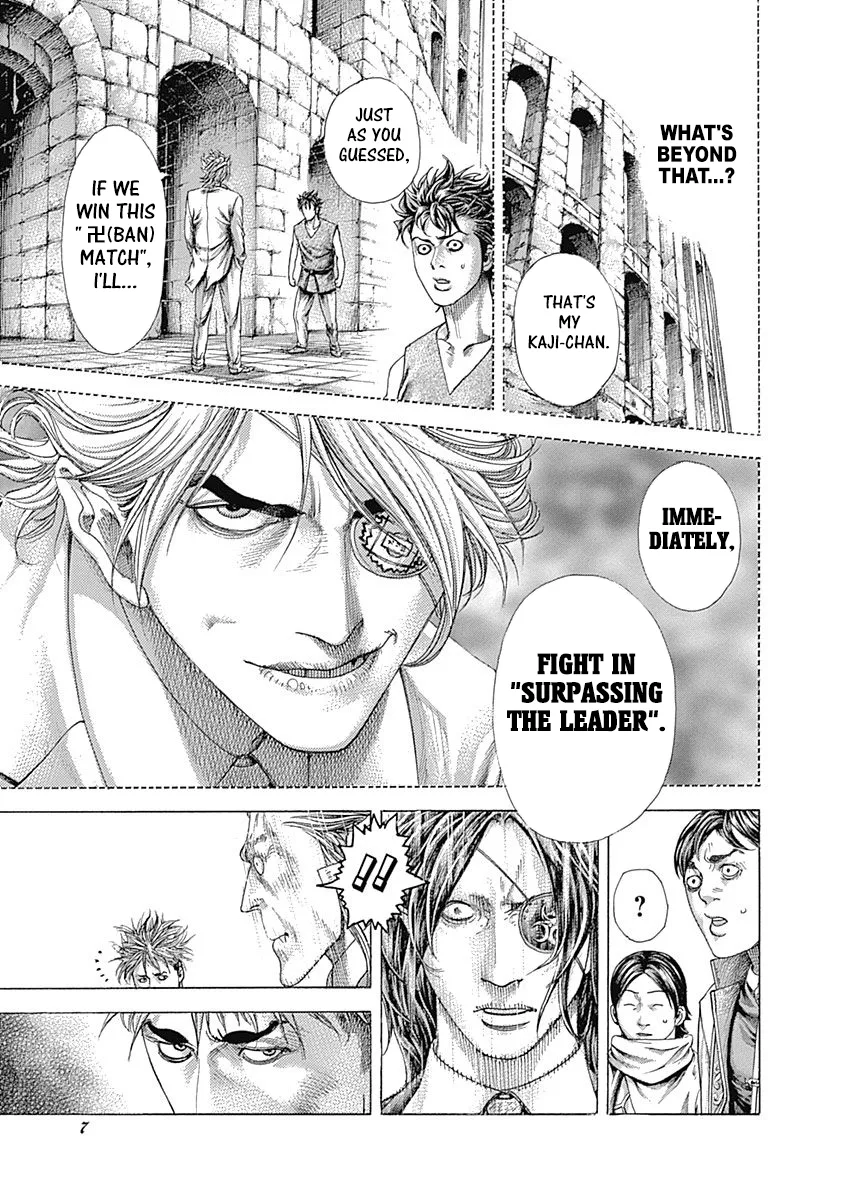 WHAT'S
BEYOND
THAT...?
THAT'S
MY
KAJI-CHAN.
JUST
AS YOU
GUESSED,
IF WE
WIN THIS
" 卍(BAN)
MATCH",
I'LL...
IMME-
DIATELY,
FIGHT IN
"SURPASSING
THE LEADER".
?
!!
7